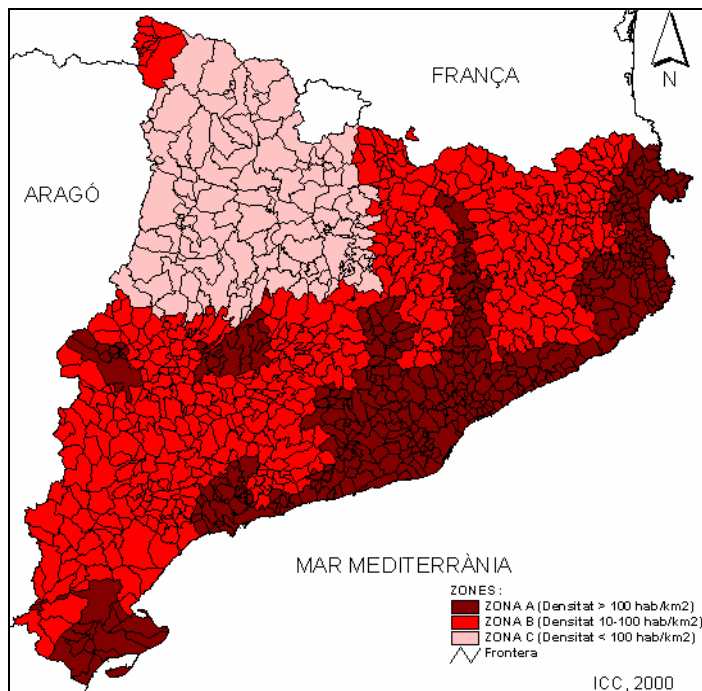 FRANÇA
N
ARAGÓ
MAR MEDITERRÀNIA
ZONES:
ZONA A (Densitat > 100 hab/km2)
ZONA B (Densitat 10-100 hab/km2)
ZONA C (Densitat < 100 hab/km2)
Frontera
ICC, 2000